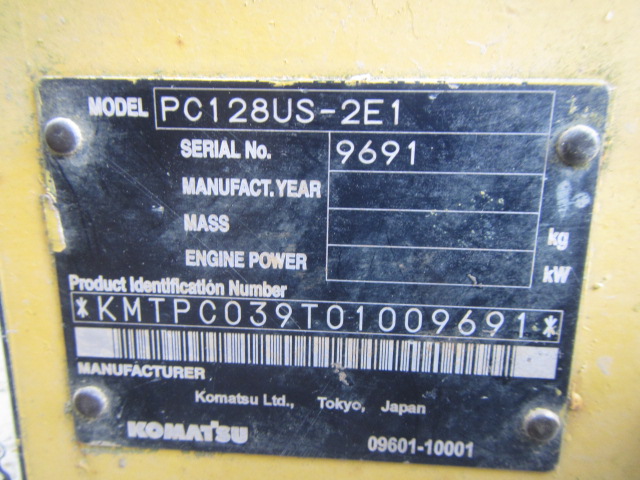 MODEL PC128US-2E1
SERIAL No. 9691
MANUFACT. YEAR
MASS kg
ENGINE POWER kW
Product Identification Number
*KMTPC039T01009691*
MANUFACTURER
Komatsu Ltd., Tokyo, Japan
KOMATSU 09601-10001